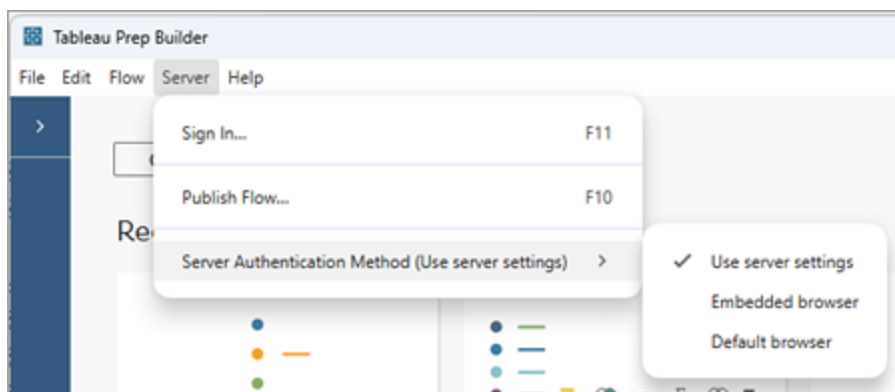 Tableau Prep Builder
File Edit Flow Server Help
Sign In... F11
Publish Flow... F10
Re
Server Authentication Method (Use server settings)
Use server settings
Embedded browser
Default browser